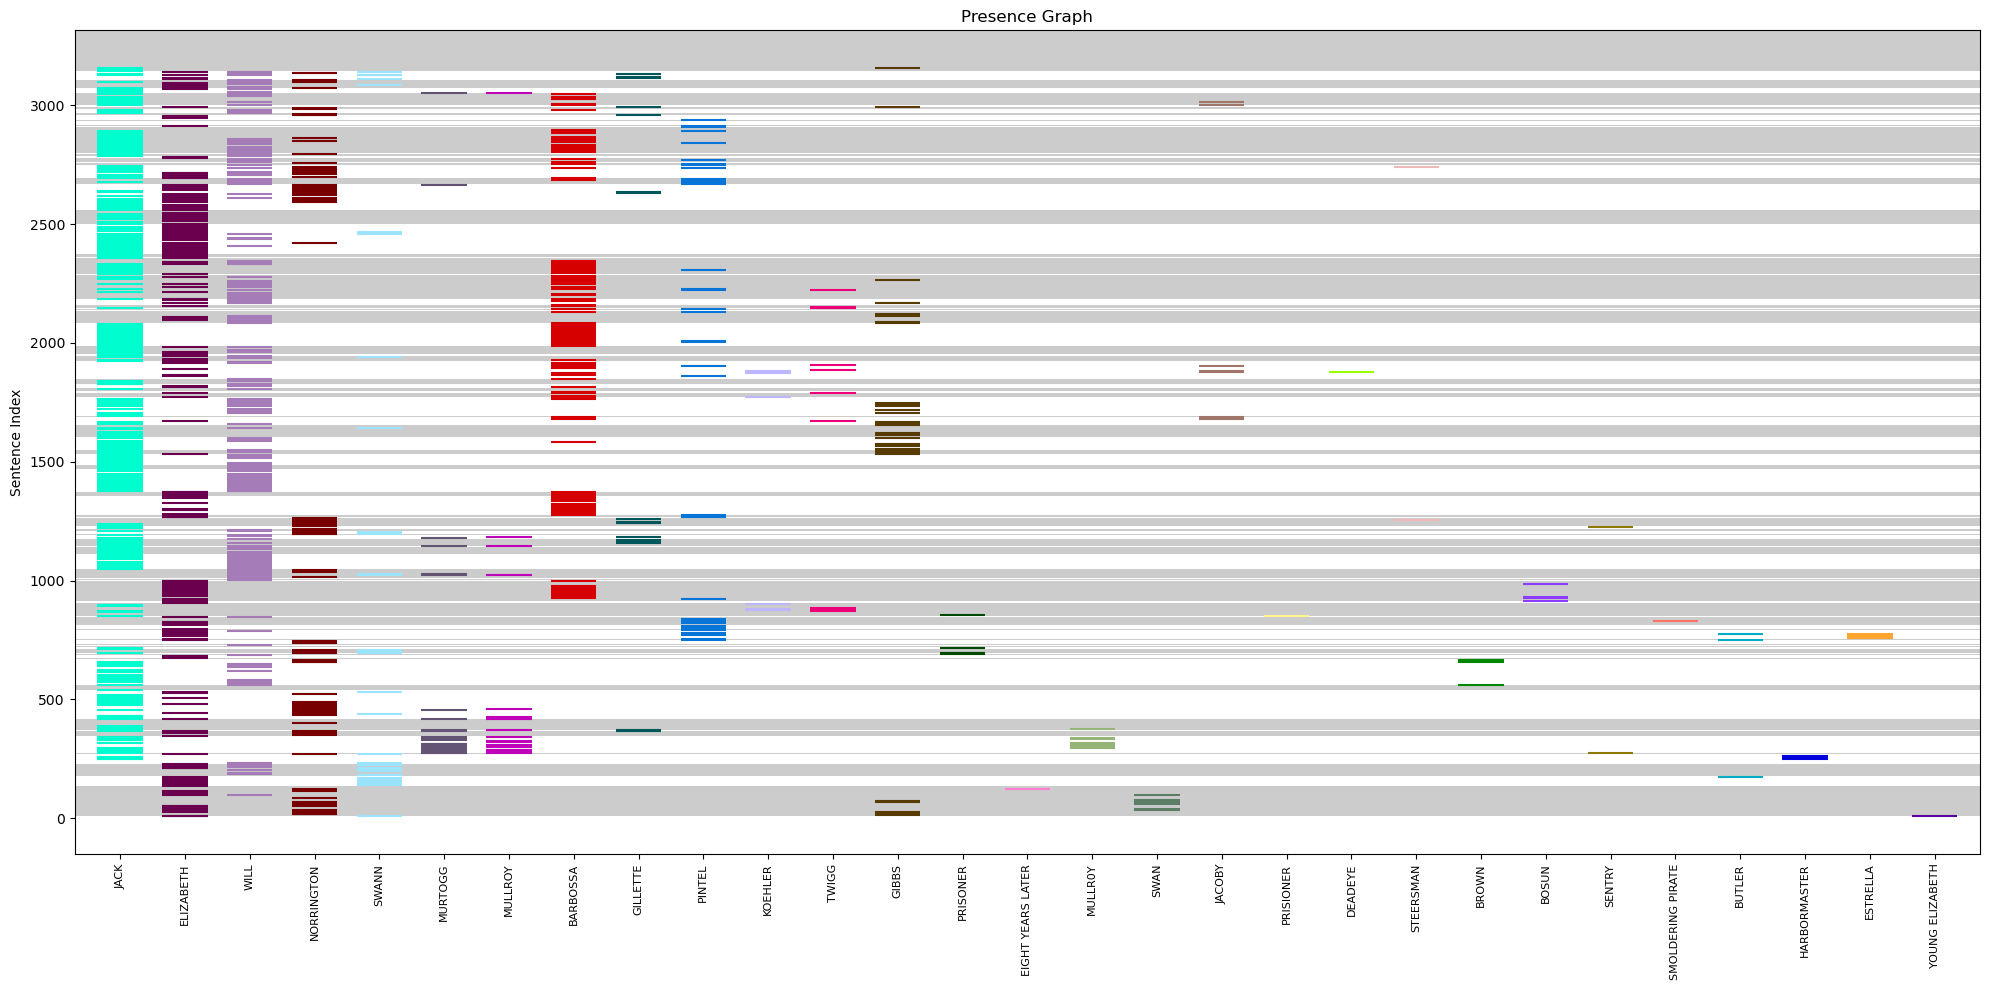 Presence Graph
Sentence Index
3000
2500
2000
1500
1000
500
0
JACK
ELIZABETH
WILL
NORRINGTON
SWANN
MURTOGG
MULLROY
BARBOSSA
GILLETTE
PINTEL
KOEHLER
TWIGG
GIBBS
PRISONER
EIGHT YEARS LATER
MULLR0Y
SWAN
JACOBY
PRISIONER
DEADEYE
STEERSMAN
BROWN
BOSUN
SENTRY
SMOLDERING PIRATE
BUTLER
HARBORMASTER
ESTRELLA
YOUNG ELIZABETH